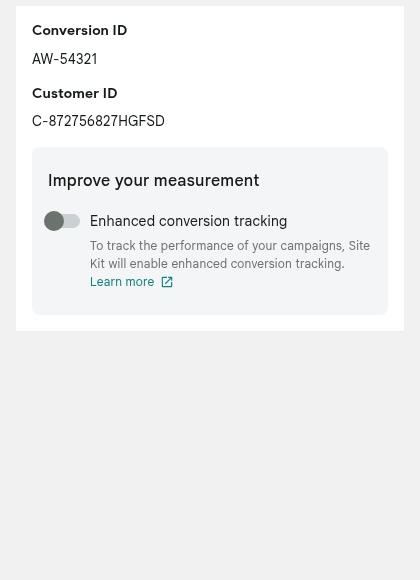 Conversion ID
AW-54321
Customer ID
C-872756827HGFSD
Improve your measurement
Enhanced conversion tracking
To track the performance of your campaigns, Site
Kit will enable enhanced conversion tracking.
Learn more